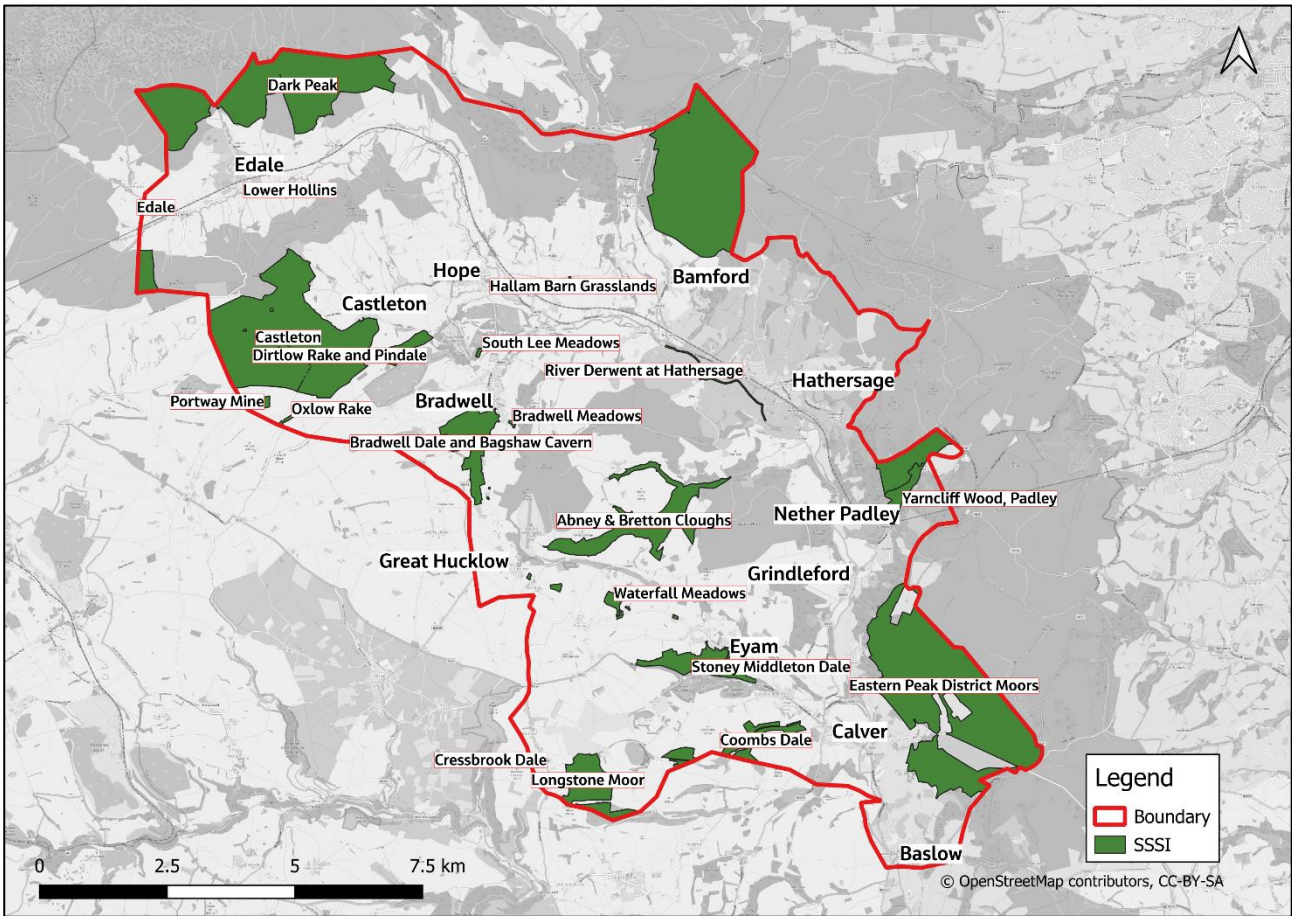 Dark Peak
Edale
Lower Hollins
Edale
Hope
Bamford
Hallam Barn Grasslands
Castleton
Castleton
South Lee Meadows
Dirtlow Rake and Pindale
River Derwent at Hathersage
Hathersage
Portway Mine
Oxlow Rake
Bradwell
Bradwell Meadows
Bradwell Dale and Bagshaw Cavern
Yarncliff Wood, Padley
Nether Padley
Abney & Bretton Cloughs
Great Hucklow
Grindleford
Waterfall Meadows
Eyam
Stoney Middleton Dale
Eastern Peak District Moors
Calver
Coombs Dale
Cressbrook Dale
Longstone Moor
Baslow
Legend
Boundary
SSSI
0 2.5 5 7.5 km
© OpenStreetMap contributors, CC-BY-SA